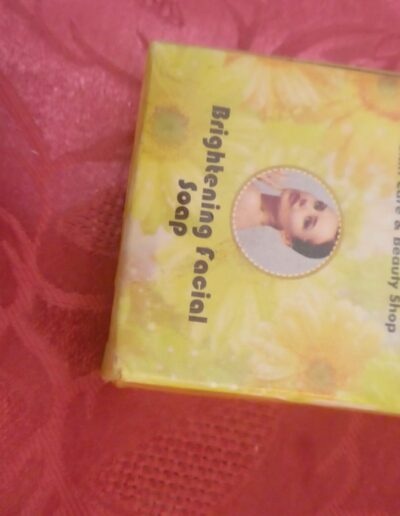 Care & Beauty Shop
Brightening Facial
Soap